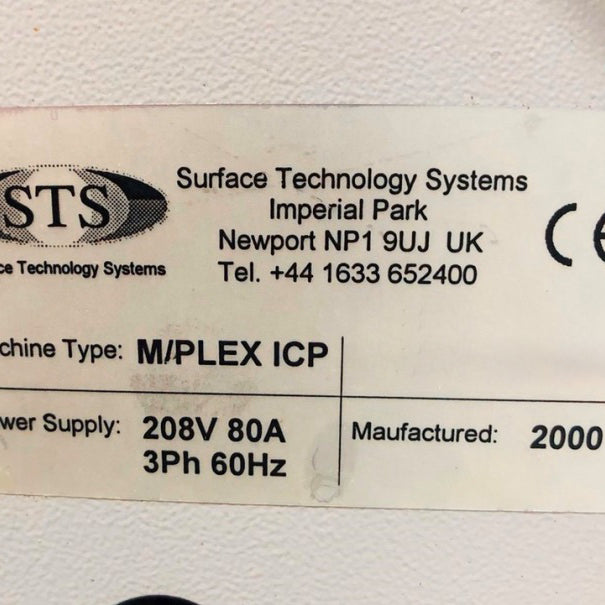 STS
ce Technology Systems
Surface Technology Systems
Imperial Park
Newport NP1 9UJ UK
Tel. +44 1633 652400
CE
chine Type: M/PLEX ICP
wer Supply: 208V 80A
3Ph 60Hz
Maufactured: 2000